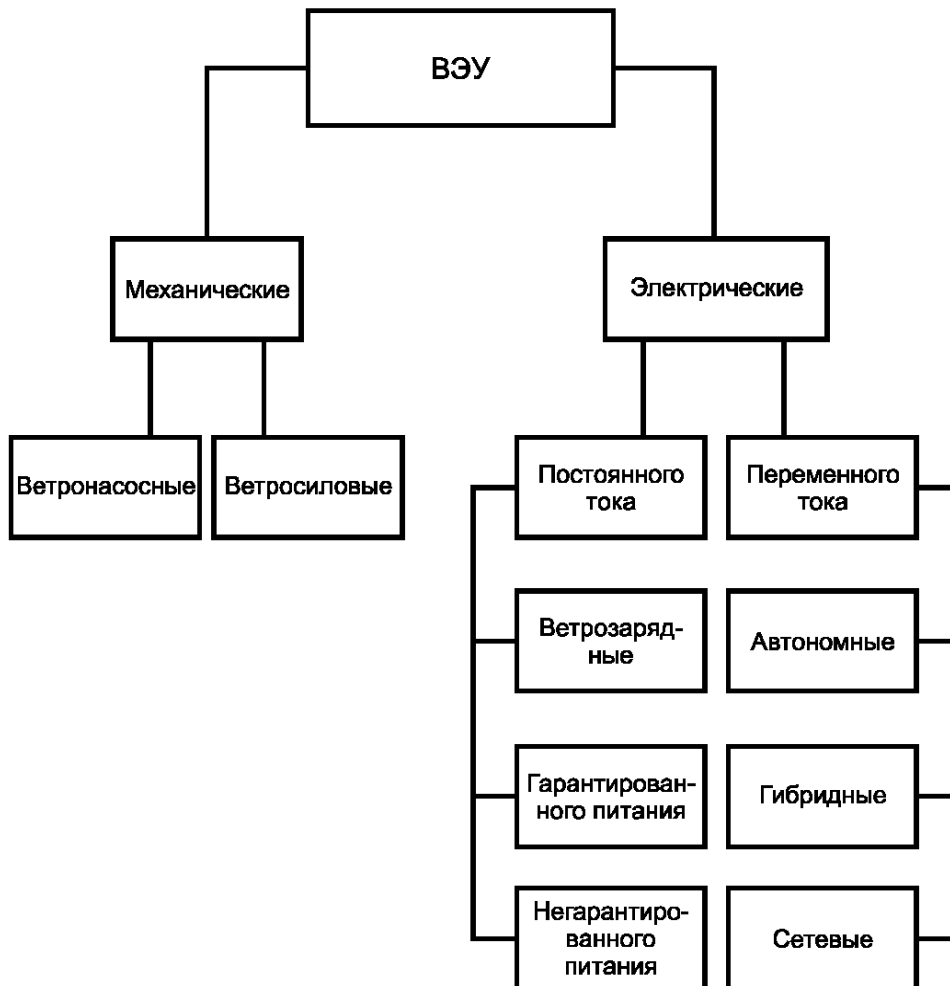 ВЭУ
Механические
Электрические
Ветронасосные
Ветросиловые
Постоянного
тока
Переменного
тока
Ветрозаряд-
ные
Автономные
Гарантирован-
ного питания
Гибридные
Негарантиро-
ванного
питания
Сетевые